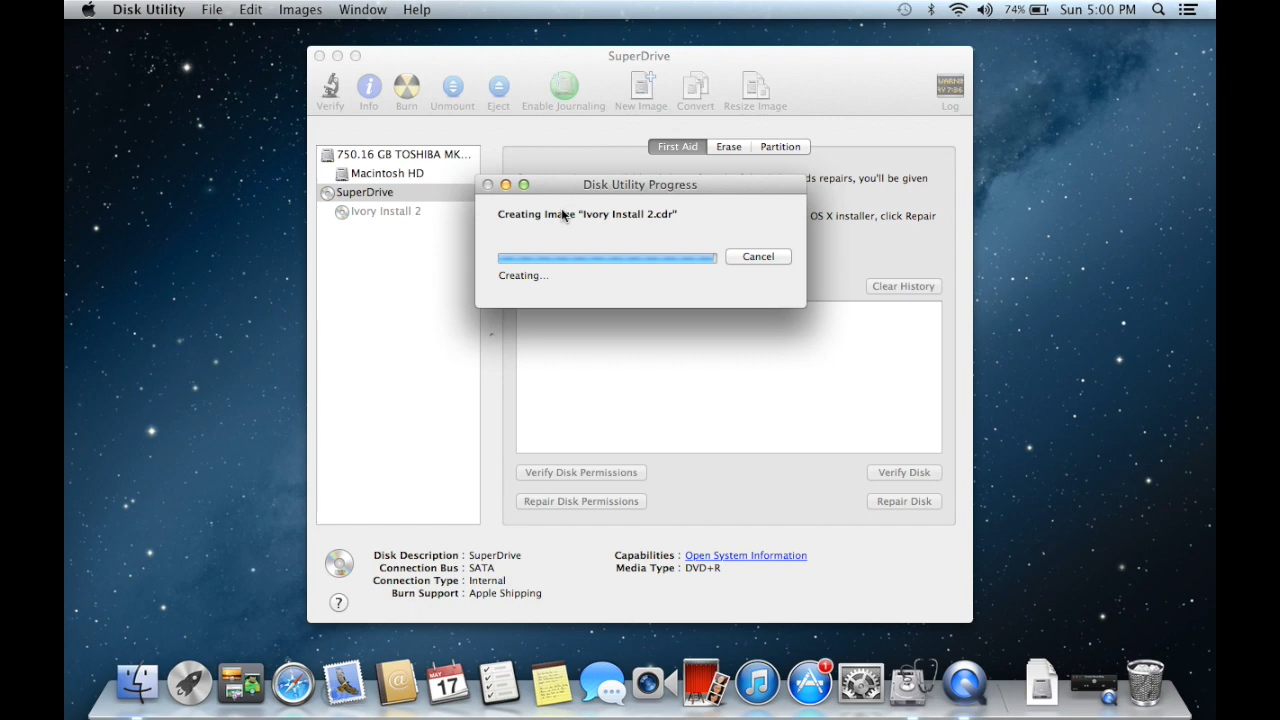 Disk Utility File Edit Images Window Help 74% Sun 5:00 PM
SuperDrive
Verify Info Burn Unmount Eject Enable Journaling New Image Convert Resize Image Log
WARNI
RY 7:86
First Aid Erase Partition
750.16 GB TOSHIBA MK...
Macintosh HD
SuperDrive
Ivory Install 2
ds repairs, you'll be given
OS X installer, click Repair
Disk Utility Progress
Creating Image "Ivory Install 2.cdr"
Cancel
Creating...
Clear History
Verify Disk Permissions Verify Disk
Repair Disk Permissions Repair Disk
Disk Description : SuperDrive
Connection Bus : SATA
Connection Type : Internal
Burn Support : Apple Shipping
Capabilities : Open System Information
Media Type : DVD+R
?
MAY
17
1